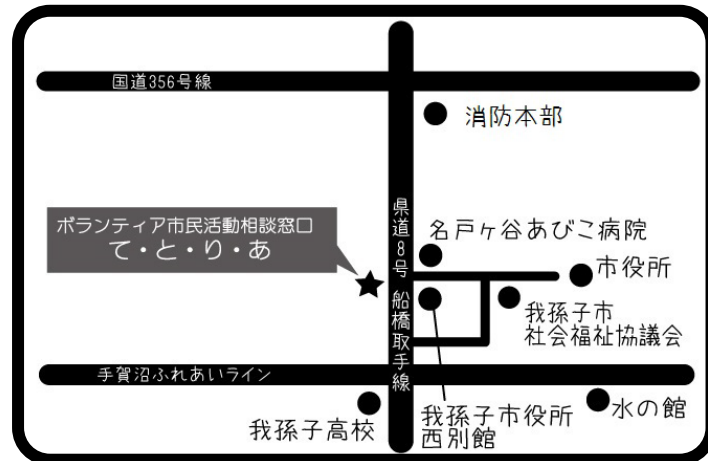 国道356号線
消防本部
県道8号 船橋取手線
ボランティア市民活動相談窓口
て・と・り・あ
名戸ヶ谷あびこ病院
市役所
我孫子市
社会福祉協議会
手賀沼ふれあいライン
我孫子高校
我孫子市役所
西別館
水の館